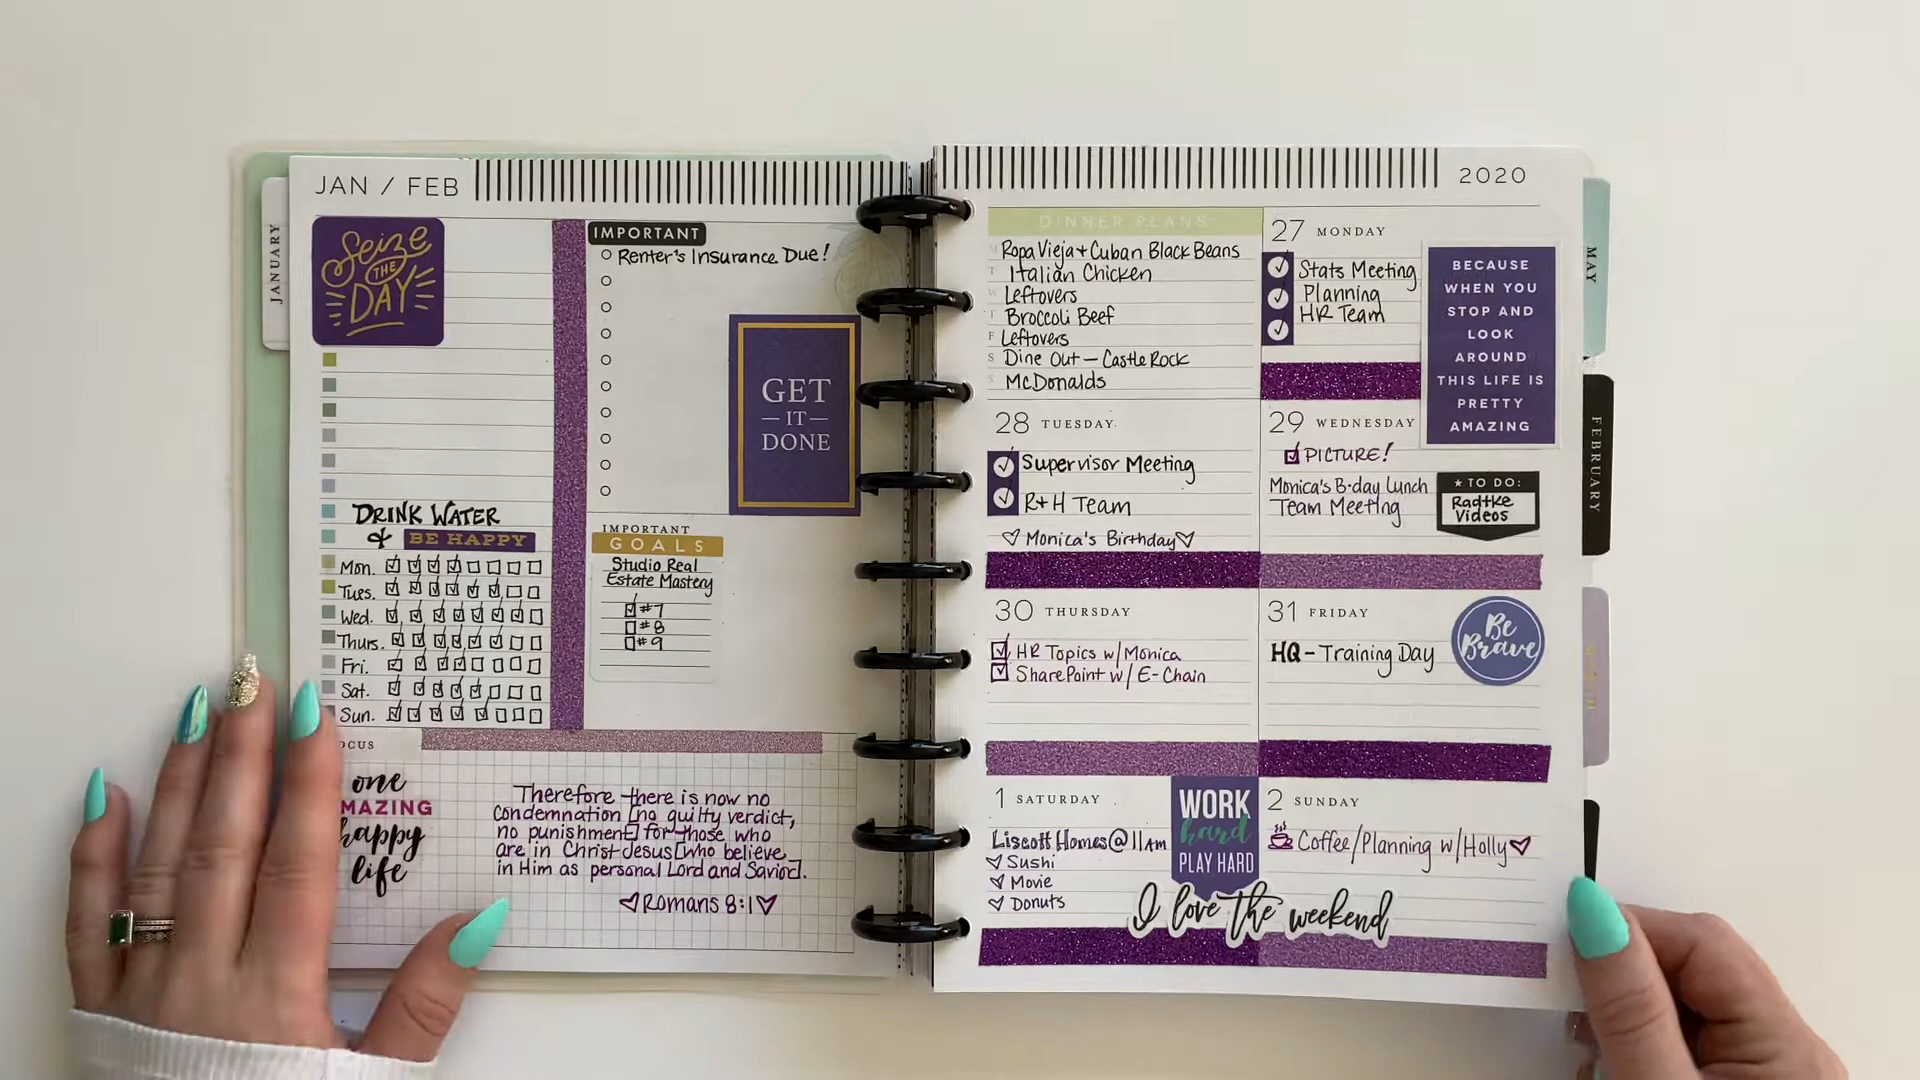 JAN / FEB
JANUARY
Seize
THE
DAY
DRINK WATER
& BE HAPPY
Mon.
Tues.
Wed.
Thurs.
Fri.
Sat.
Sun.
IMPORTANT
Renter's Insurance Due!
GET
IT
DONE
IMPORTANT
GOALS
Studio Real
Estate Mastery
#7
#8
#9
OCUS
one
MAZING
happy
life
Therefore there is now no
condemnation [no guilty verdict,
no punishment] for those who
are in Christ Jesus [who believe
in Him as personal Lord and Savior].
Romans 8:1
2020
DINNER PLANS
M Ropa Vieja + Cuban Black Beans
T Italian Chicken
W Leftovers
T Broccoli Beef
F Leftovers
S Dine Out - Castle Rock
S McDonalds
27 MONDAY
Stats Meeting
Planning
HR Team
BECAUSE
WHEN YOU
STOP AND
LOOK
AROUND
THIS LIFE IS
PRETTY
AMAZING
28 TUESDAY
Supervisor Meeting
R+H Team
Monica's Birthday
29 WEDNESDAY
PICTURE!
Monica's B-day Lunch
Team Meeting
TO DO:
Radtke
Videos
30 THURSDAY
HR Topics w/Monica
SharePoint w/ E-Chain
31 FRIDAY
HQ - Training Day
Be
Brave
1 SATURDAY
Liscott Homes @ 11am
Sushi
Movie
Donuts
WORK
hard
PLAY HARD
2 SUNDAY
Coffee/Planning w/Holly
I love the weekend
MAY
FEBRUARY